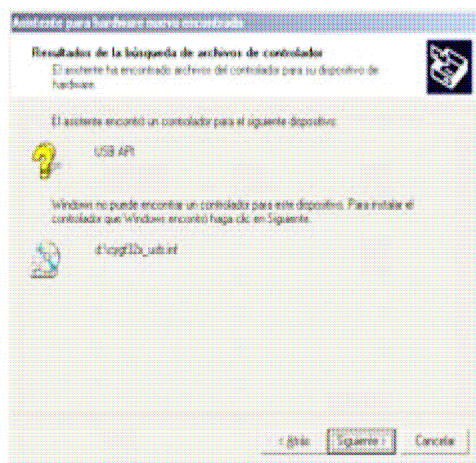 Asistente para hardware nuevo encontrado
Resultados de la búsqueda de archivos de controlador
El asistente ha encontrado archivos del controlador para su dispositivo de
hardware.
El asistente encontró un controlador para el siguiente dispositivo:
USB API
Windows no puede encontrar un controlador para este dispositivo. Para instalar el
controlador que Windows encontró haga clic en Siguiente.
< Atrás
Siguiente >
Cancelar